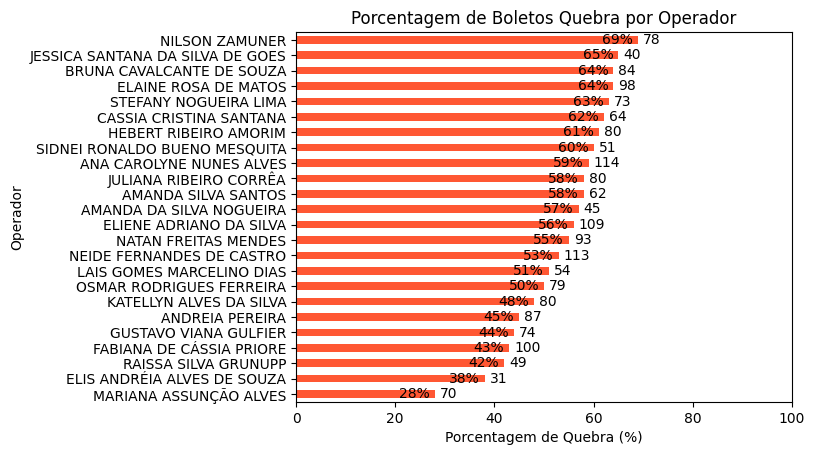 Porcentagem de Boletos Quebra por Operador
Operador
NILSON ZAMUNER 69% 78
JESSICA SANTANA DA SILVA DE GOES 65% 40
BRUNA CAVALCANTE DE SOUZA 64% 84
ELAINE ROSA DE MATOS 64% 98
STEFANY NOGUEIRA LIMA 63% 73
CASSIA CRISTINA SANTANA 62% 64
HEBERT RIBEIRO AMORIM 61% 80
SIDNEI RONALDO BUENO MESQUITA 60% 51
ANA CAROLYNE NUNES ALVES 59% 114
JULIANA RIBEIRO CORRÊA 58% 80
AMANDA SILVA SANTOS 58% 62
AMANDA DA SILVA NOGUEIRA 57% 45
ELIENE ADRIANO DA SILVA 56% 109
NATAN FREITAS MENDES 55% 93
NEIDE FERNANDES DE CASTRO 53% 113
LAIS GOMES MARCELINO DIAS 51% 54
OSMAR RODRIGUES FERREIRA 50% 79
KATELLYN ALVES DA SILVA 48% 80
ANDREIA PEREIRA 45% 87
GUSTAVO VIANA GULFIER 44% 74
FABIANA DE CÁSSIA PRIORE 43% 100
RAISSA SILVA GRUNUPP 42% 49
ELIS ANDRÉIA ALVES DE SOUZA 38% 31
MARIANA ASSUNÇÃO ALVES 28% 70
0 20 40 60 80 100
Porcentagem de Quebra (%)